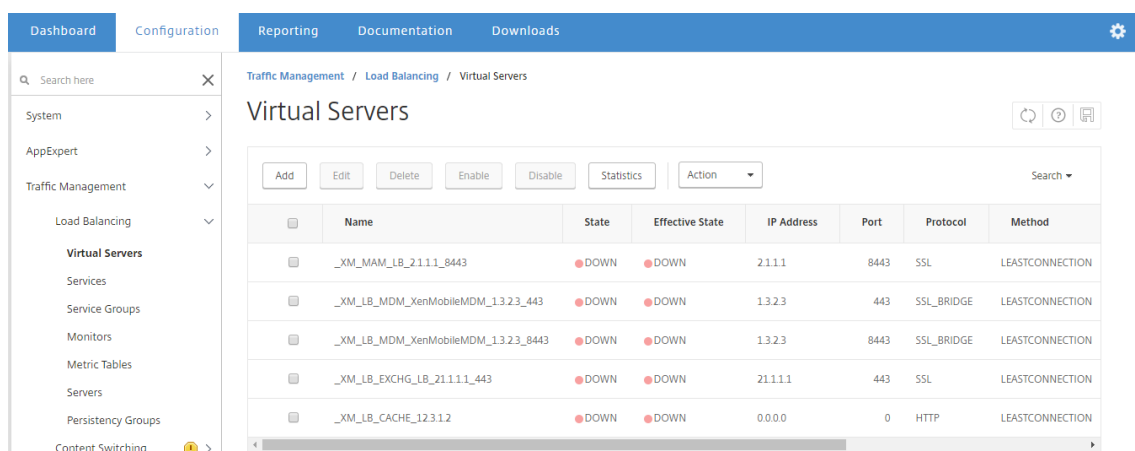 Dashboard Configuration Reporting Documentation Downloads
Search here
System
AppExpert
Traffic Management
Load Balancing
Virtual Servers
Services
Service Groups
Monitors
Metric Tables
Servers
Persistency Groups
Content Switching
Traffic Management / Load Balancing / Virtual Servers
Virtual Servers
Add Edit Delete Enable Disable Statistics Action Search
Name State Effective State IP Address Port Protocol Method
_XM_MAM_LB_2.1.1.1_8443 DOWN DOWN 2.1.1.1 8443 SSL LEASTCONNECTION
_XM_LB_MDM_XenMobileMDM_1.3.2.3_443 DOWN DOWN 1.3.2.3 443 SSL_BRIDGE LEASTCONNECTION
_XM_LB_MDM_XenMobileMDM_1.3.2.3_8443 DOWN DOWN 1.3.2.3 8443 SSL_BRIDGE LEASTCONNECTION
_XM_LB_EXCHG_LB_21.1.1.1_443 DOWN DOWN 21.1.1.1 443 SSL LEASTCONNECTION
_XM_LB_CACHE_12.3.1.2 DOWN DOWN 0.0.0.0 0 HTTP LEASTCONNECTION